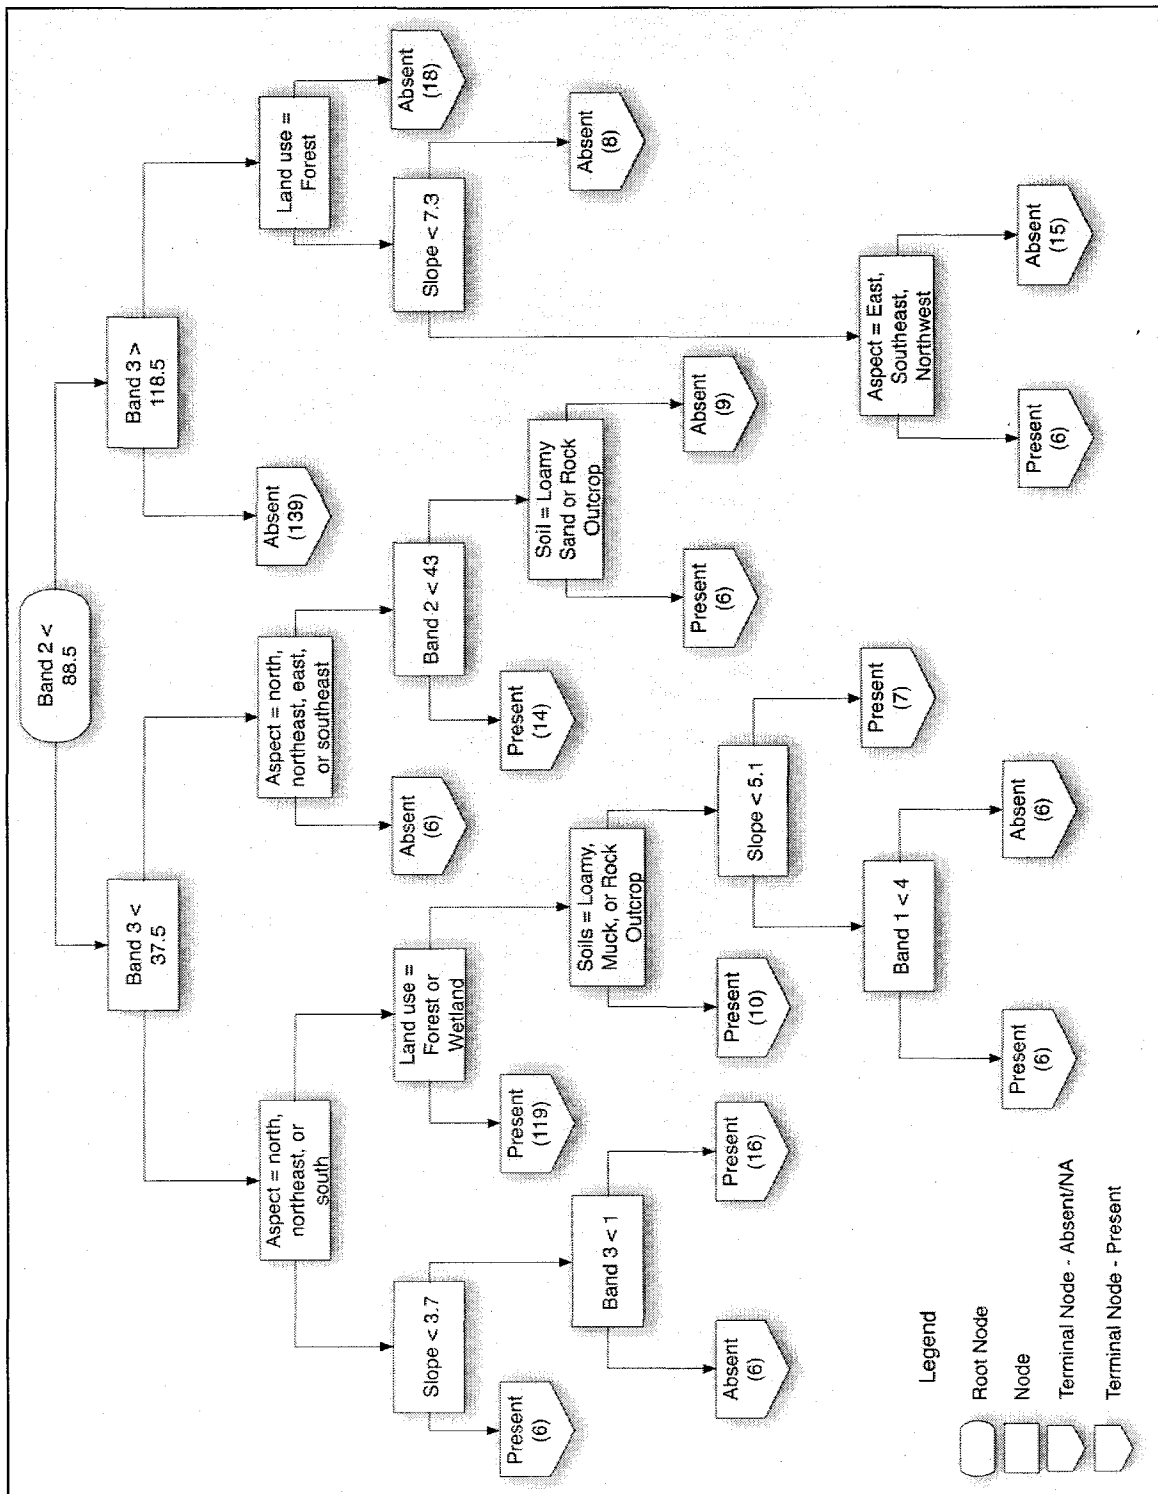 Band 2 <
88.5
Band 3 <
37.5
Band 3 >
118.5
Aspect = north,
northeast, or
south
Aspect = north,
northeast, east,
or southeast
Absent
(139)
Land use =
Forest
Slope < 3.7
Land use =
Forest or
Wetland
Absent
(6)
Band 2 < 43
Slope < 7.3
Absent
(18)
Present
(6)
Band 3 < 1
Present
(119)
Soils = Loamy,
Muck, or Rock
Outcrop
Present
(14)
Soil = Loamy
Sand or Rock
Outcrop
Absent
(8)
Absent
(6)
Present
(16)
Present
(10)
Slope < 5.1
Present
(6)
Absent
(9)
Band 1 < 4
Present
(7)
Aspect = East,
Southeast,
Northwest
Present
(6)
Absent
(6)
Present
(6)
Absent
(15)
Legend
Root Node
Node
Terminal Node - Absent/NA
Terminal Node - Present